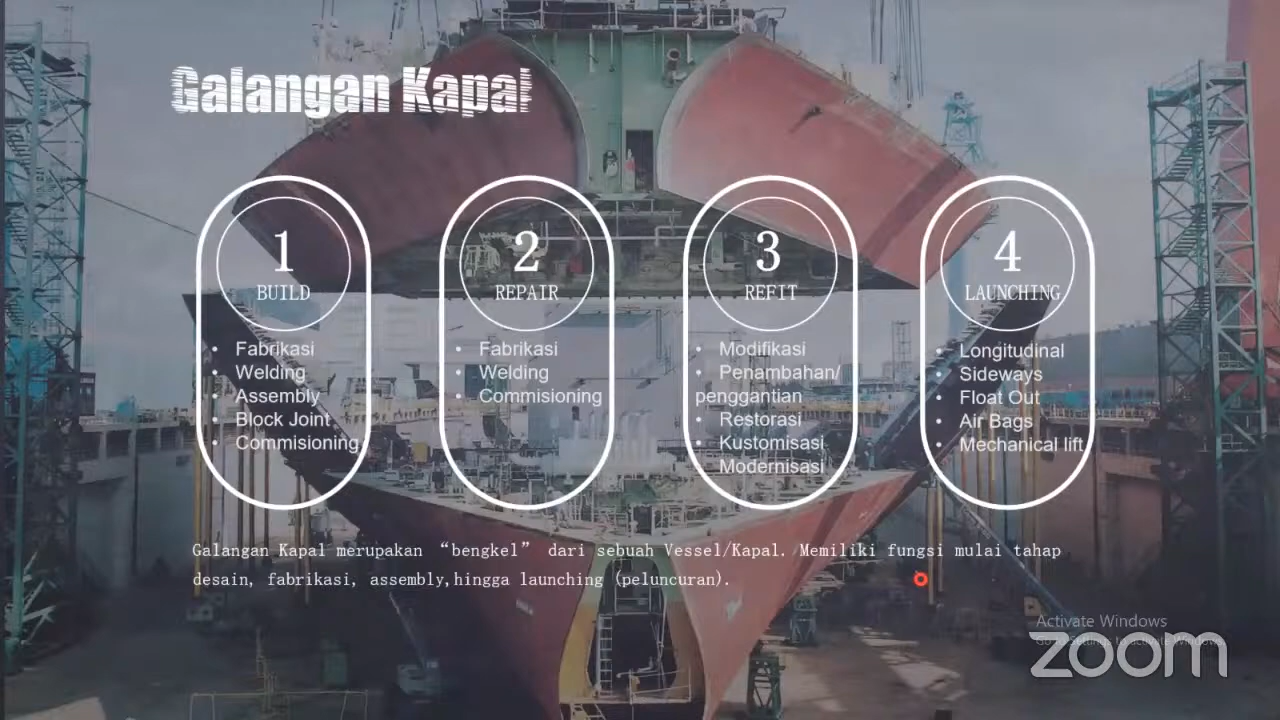 Galangan Kapal
1
BUILD
• Fabrikasi
• Welding
• Assembly
• Block Joint
• Commisioning
2
REPAIR
• Fabrikasi
• Welding
• Commisioning
3
REFIT
• Modifikasi
• Penambahan/
penggantian
• Restorasi
• Kustomisasi
• Modernisasi
4
LAUNCHING
• Longitudinal
• Sideways
• Float Out
• Air Bags
• Mechanical lift
Galangan Kapal merupakan “bengkel” dari sebuah Vessel/Kapal. Memiliki fungsi mulai tahap
desain, fabrikasi, assembly,hingga launching (peluncuran).
Activate Windows
zoom